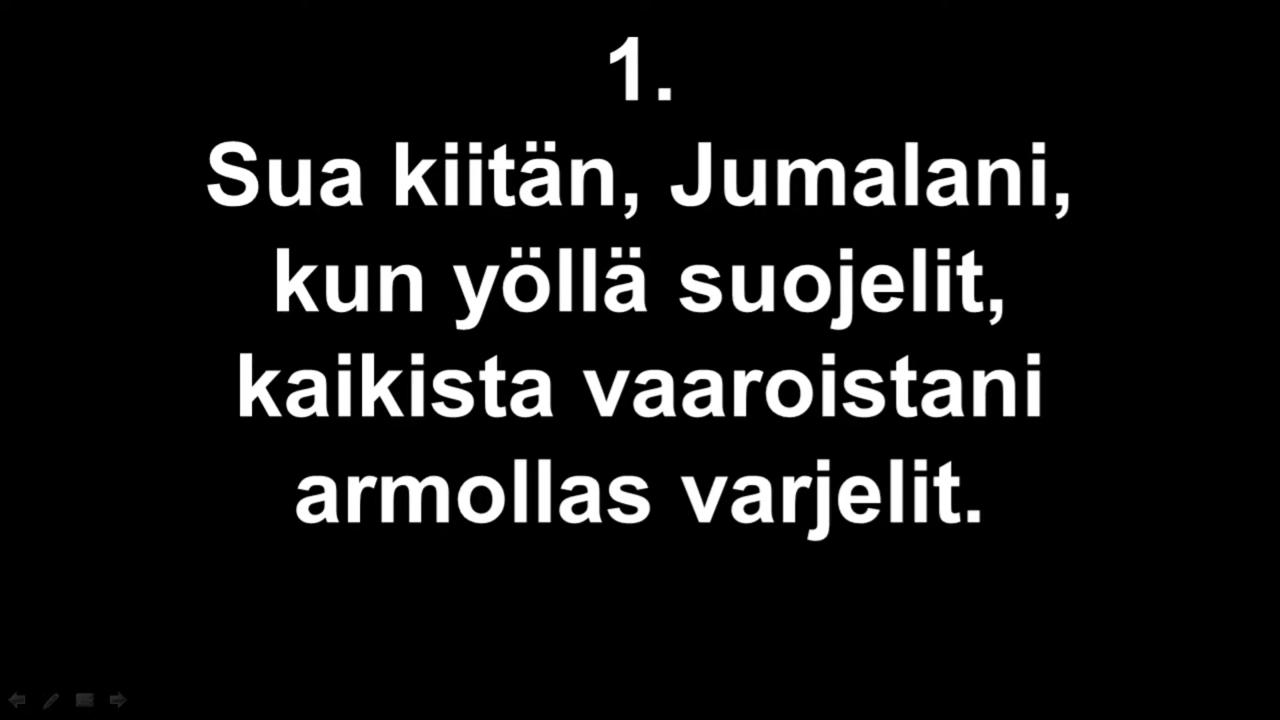 1.
Sua kiitän, Jumalani,
kun yöllä suojelit,
kaikista vaaroistani
armollas varjelit.